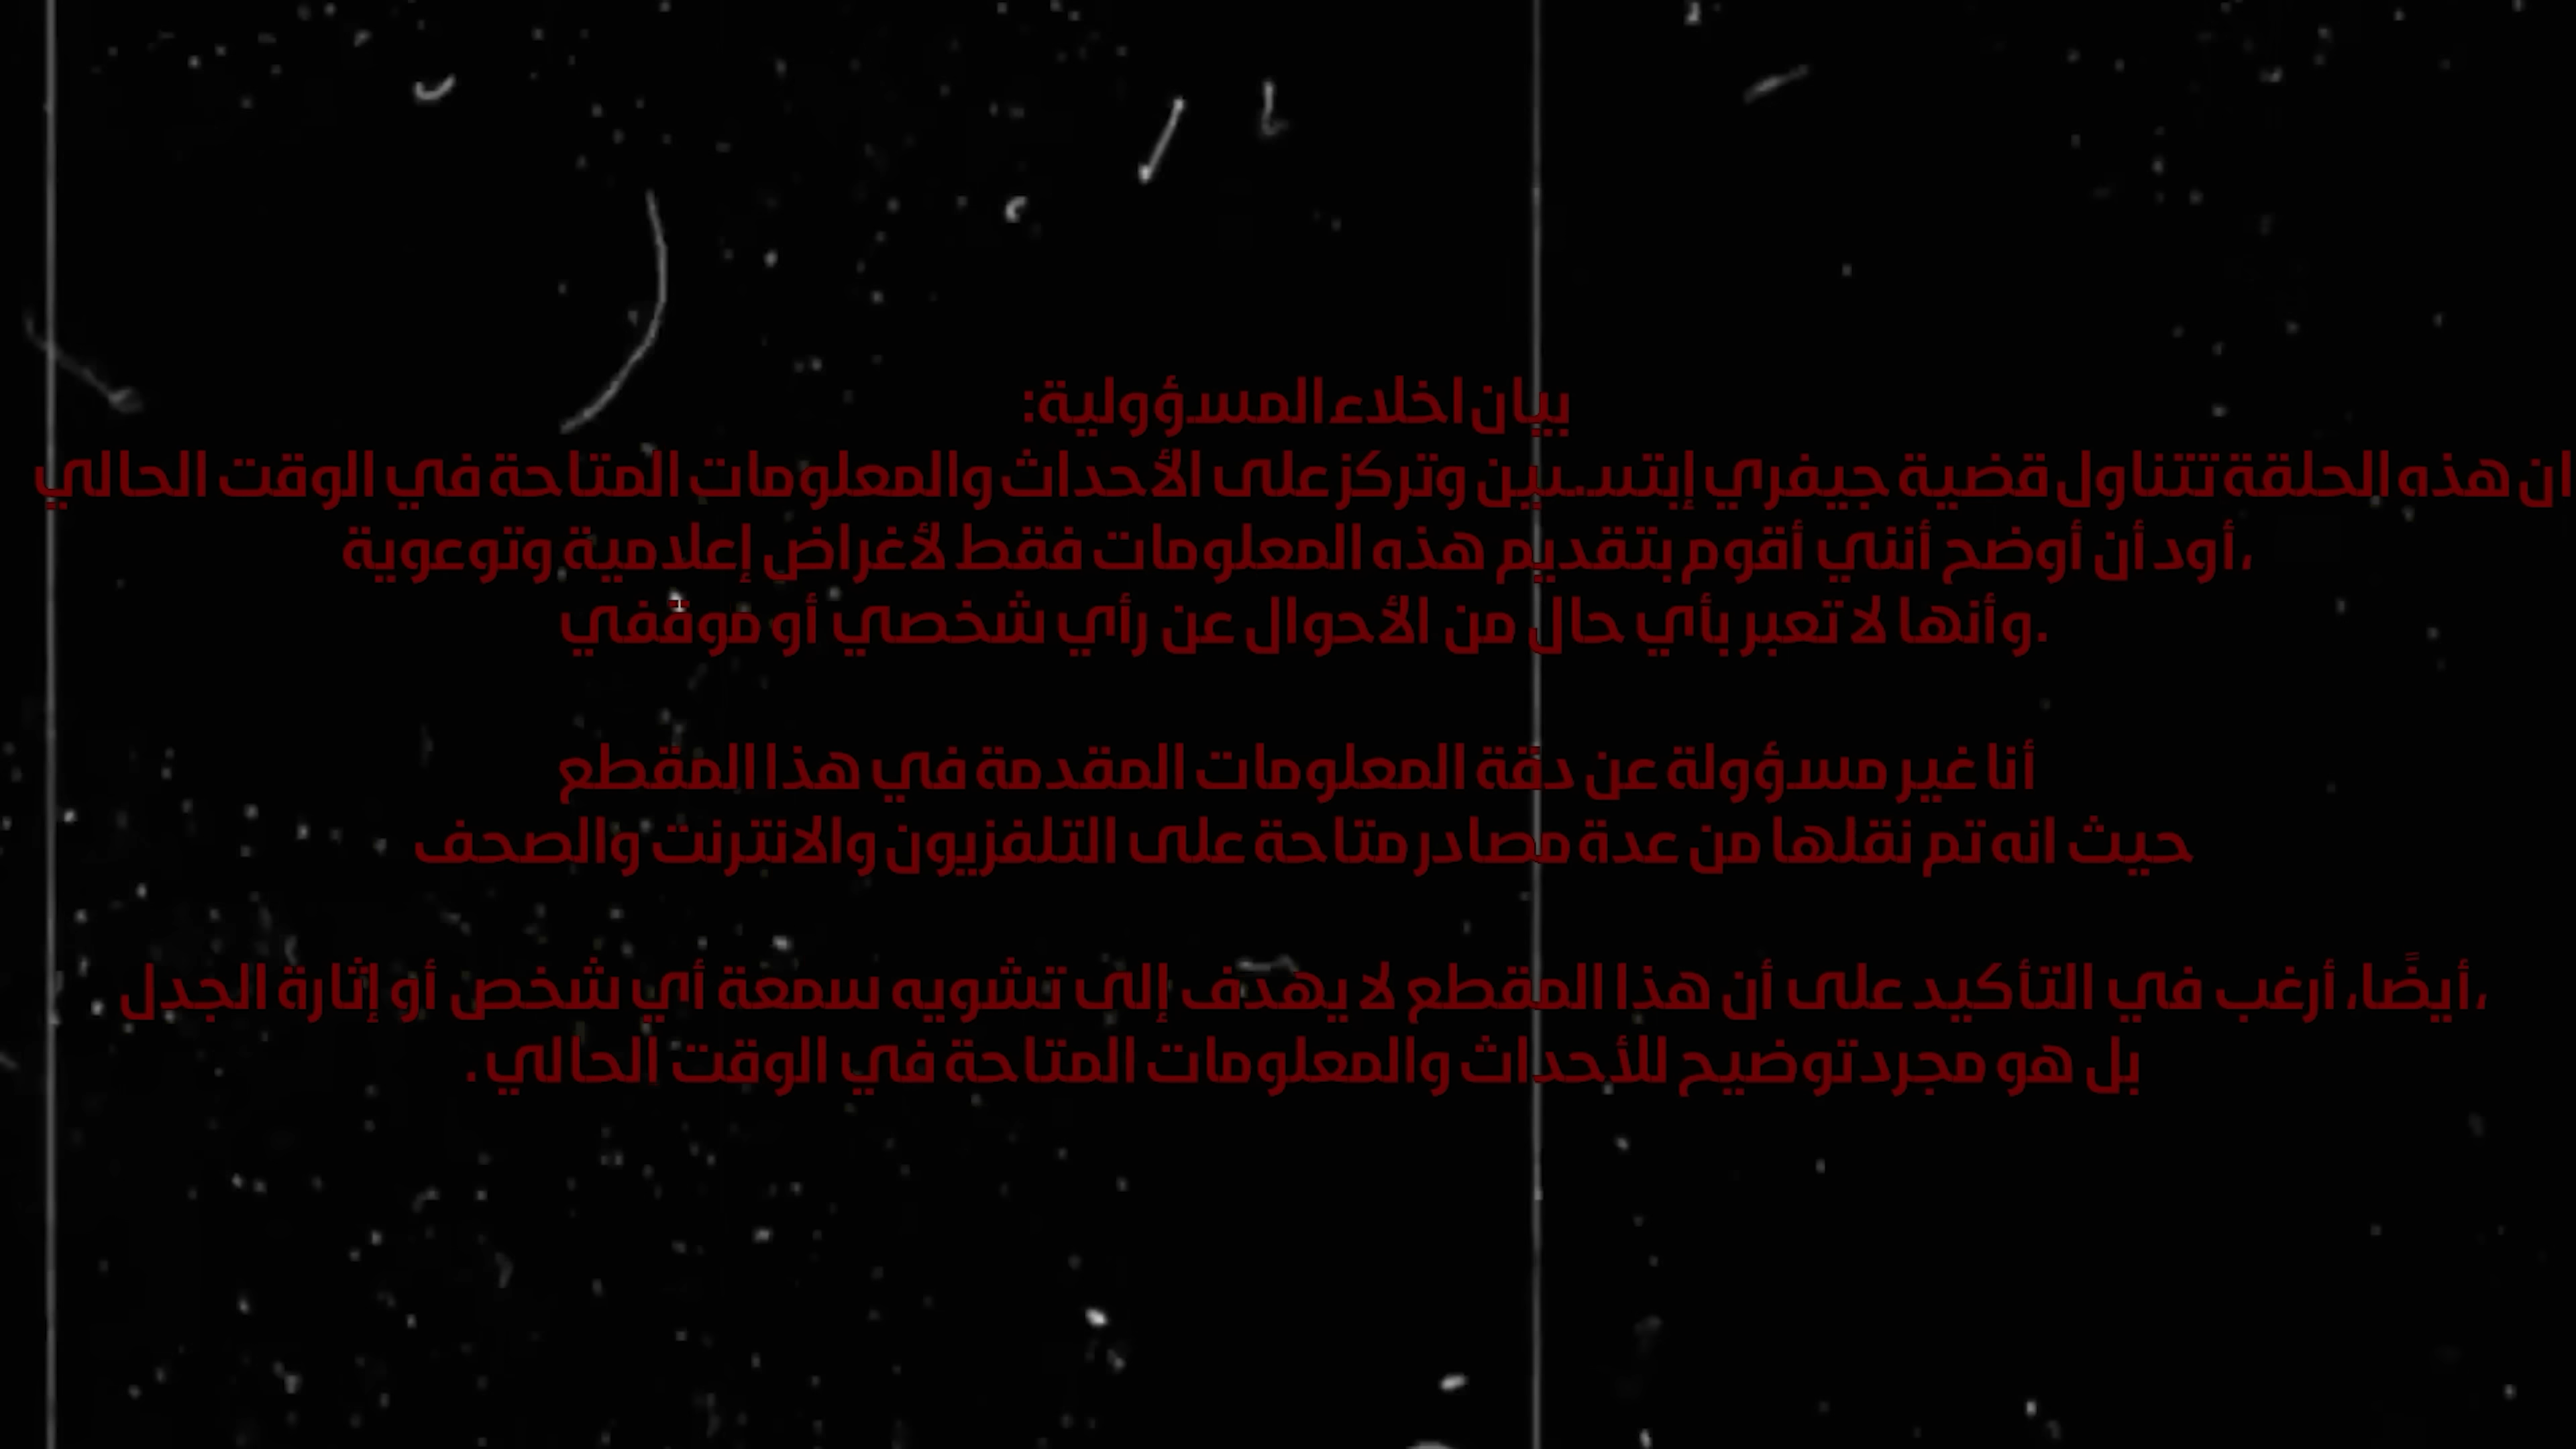 بيان اخلاء المسؤولية:
ان هذه الحلقة تتناول قضية جيفري إبتسـبين وتركز على الأحداث والمعلومات المتاحة في الوقت الحالي
،أود أن أوضح أنني أقوم بتقديم هذه المعلومات فقط لأغراض إعلامية وتوعوية
.وأنها لا تعبر بأي حال من الأحوال عن رأي شخصي أو موقفي
أنا غير مسؤولة عن دقة المعلومات المقدمة في هذا المقطع
حيث انه تم نقلها من عدة مصادر متاحة على التلفزيون والانترنت والصحف
،أيضًا، أرغب في التأكيد على أن هذا المقطع لا يهدف إلى تشويه سمعة أي شخص أو إثارة الجدل
بل هو مجرد توضيح للأحداث والمعلومات المتاحة في الوقت الحالي.